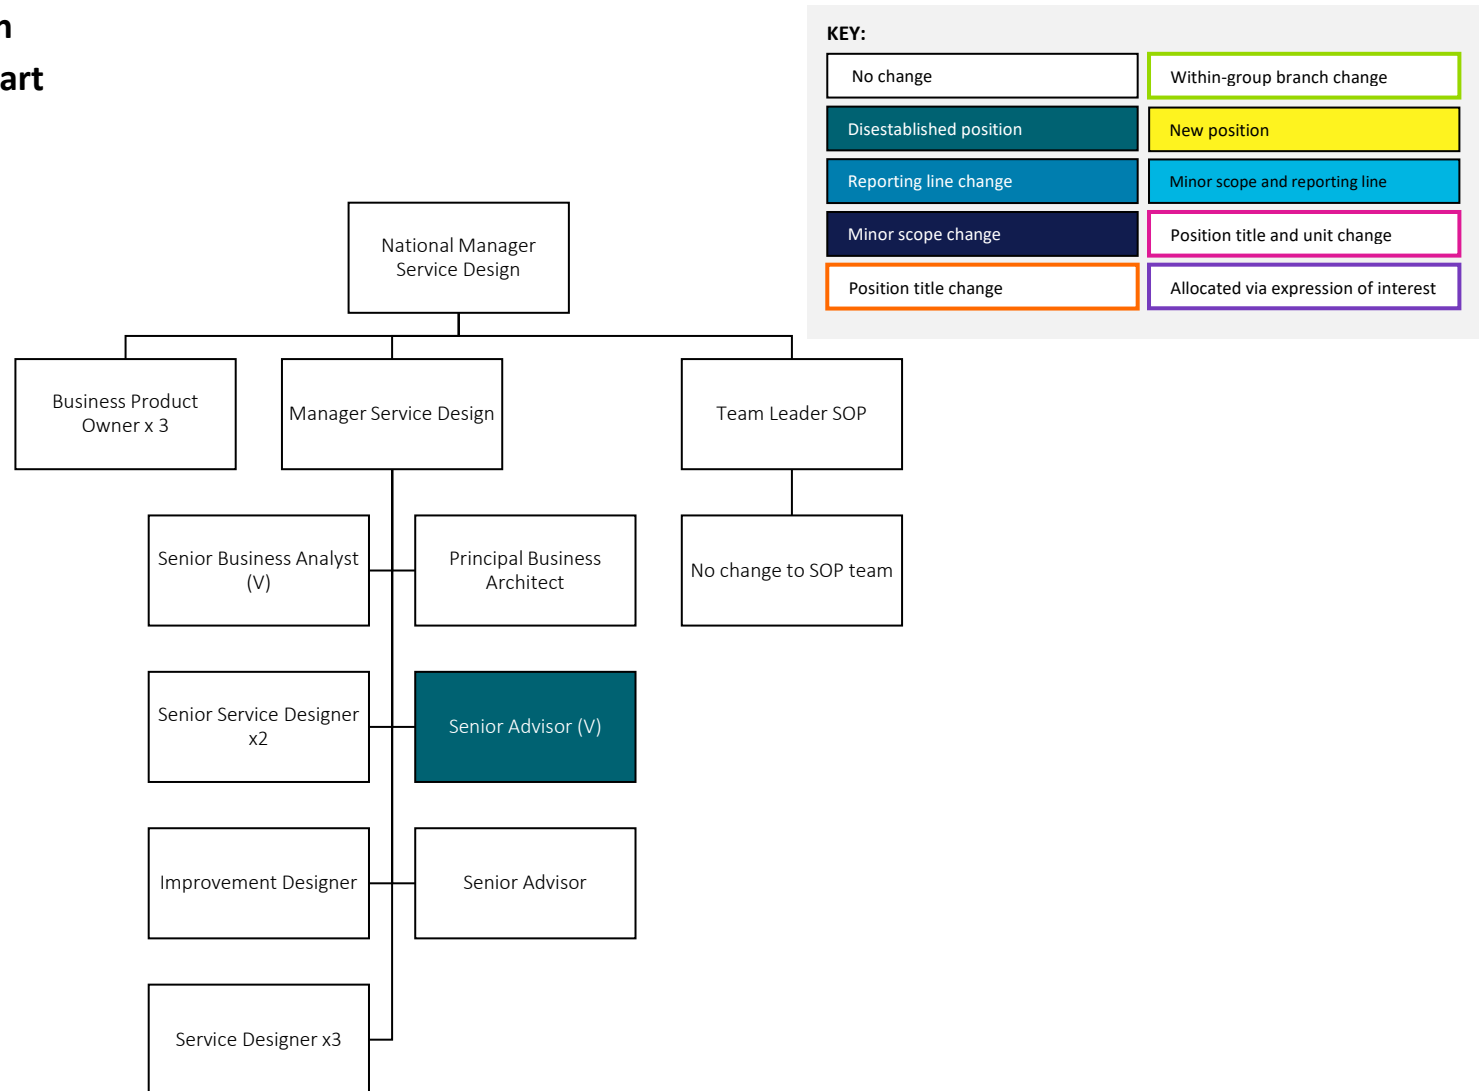 n
art
KEY:
No change
Within-group branch change
Disestablished position
New position
Reporting line change
Minor scope and reporting line
Minor scope change
Position title and unit change
Position title change
Allocated via expression of interest
National Manager
Service Design
Business Product
Owner x 3
Manager Service Design
Team Leader SOP
Senior Business Analyst
(V)
Principal Business
Architect
No change to SOP team
Senior Service Designer
x2
Senior Advisor (V)
Improvement Designer
Senior Advisor
Service Designer x3